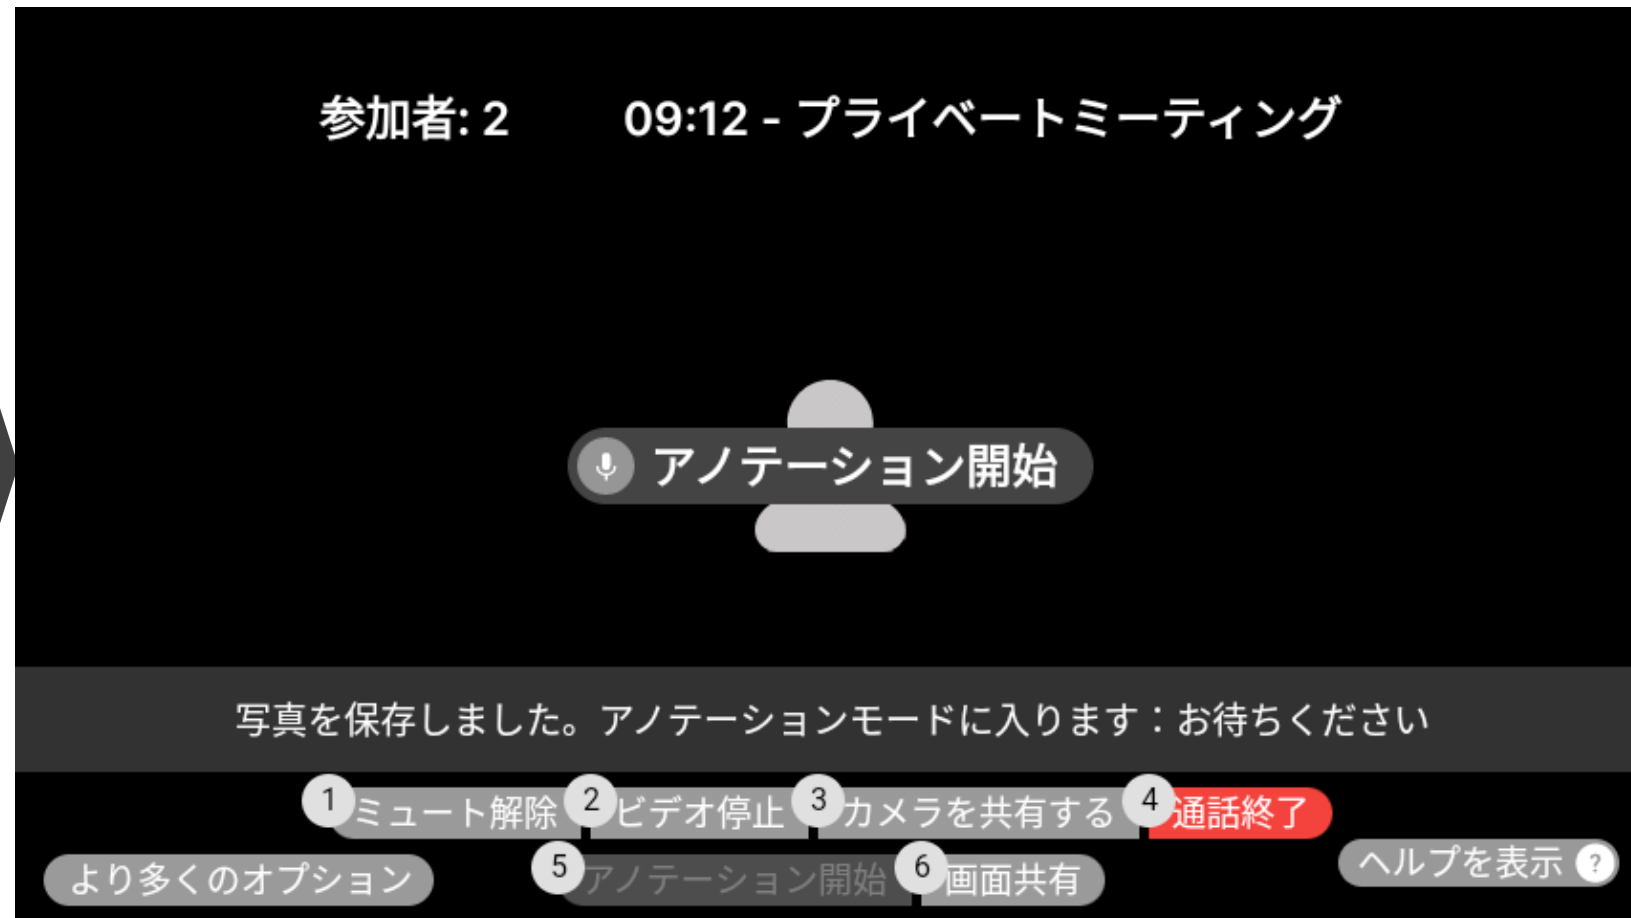 参加者: 2 09:12 - プライベートミーティング
アノテーション開始
写真を保存しました。アノテーションモードに入ります：お待ちください
1 ミュート解除 2 ビデオ停止 3 カメラを共有する 4 通話終了
より多くのオプション 5 アノテーション開始 6 画面共有 ヘルプを表示 ?